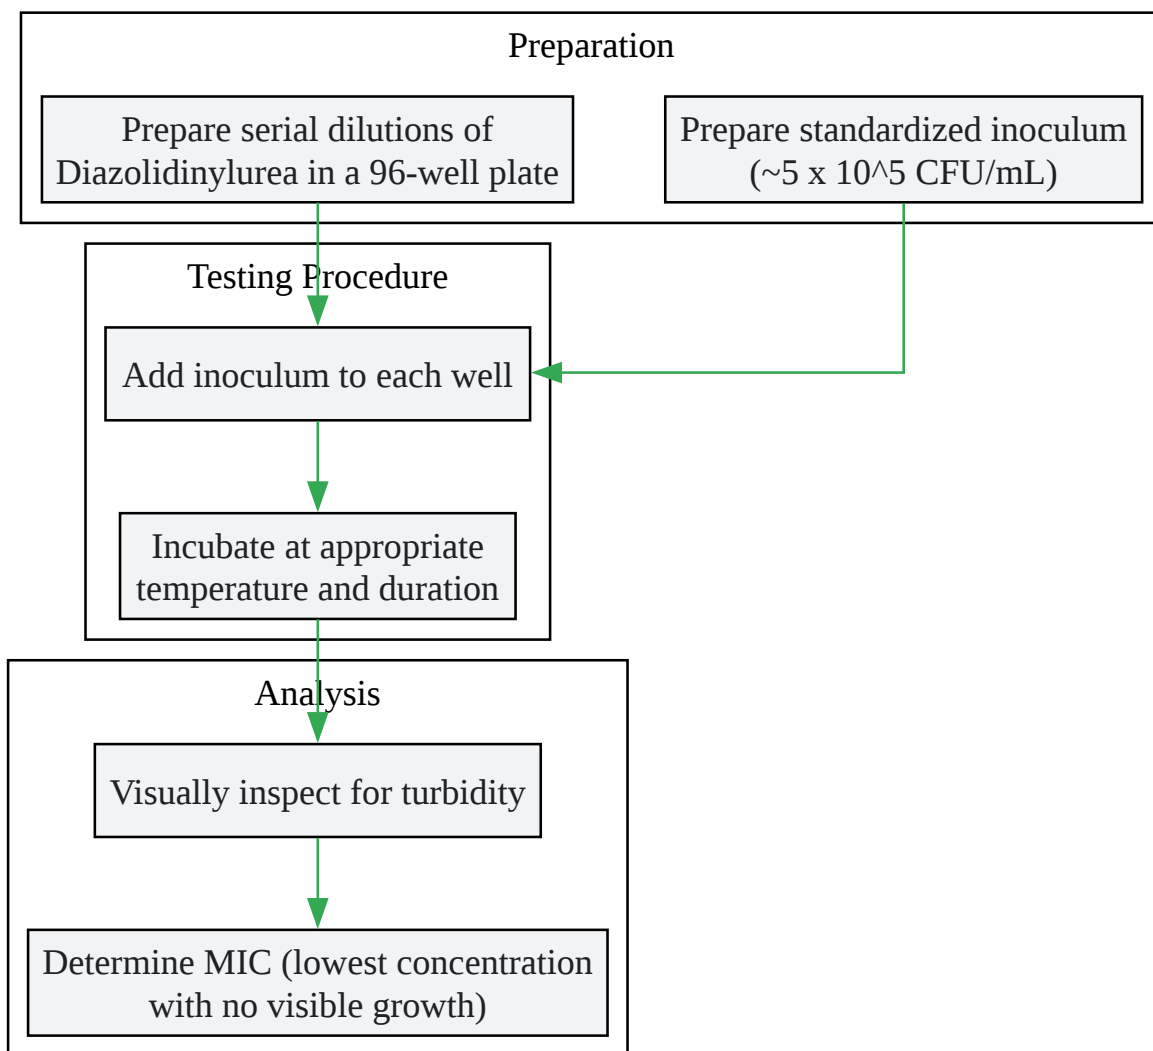 Preparation
Prepare serial dilutions of
Diazolidinylurea in a 96-well plate
Prepare standardized inoculum
(~5 x 10^5 CFU/mL)
Testing Procedure
Add inoculum to each well
Incubate at appropriate
temperature and duration
Analysis
Visually inspect for turbidity
Determine MIC (lowest concentration
with no visible growth)